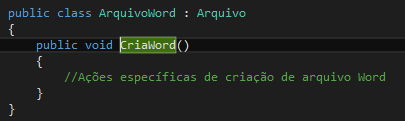 public class ArquivoWord : Arquivo
{
public void CriaWord()
{
//Ações específicas de criação de arquivo Word
}
}